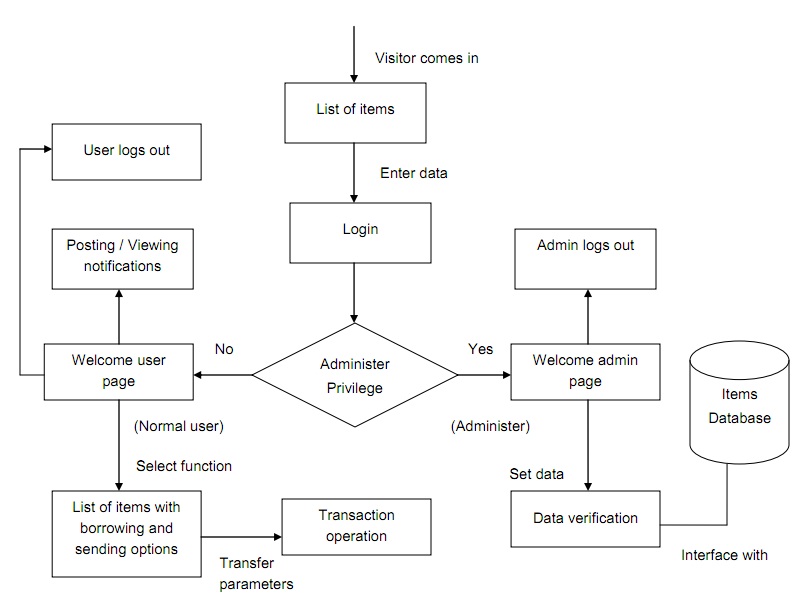 Visitor comes in
List of items
User logs out
Enter data
Login
Posting / Viewing
notifications
Admin logs out
No
Administer
Privilege
Yes
Welcome user
page
Welcome admin
page
Items
Database
(Normal user)
(Administer)
Select function
Set data
List of items with
borrowing and
sending options
Transaction
operation
Data verification
Transfer
parameters
Interface with